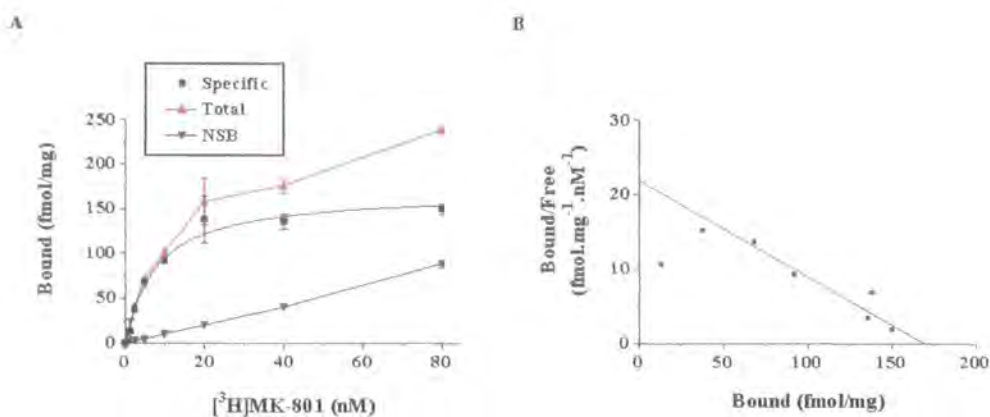 A
B
Specific
Total
NSB
250
200
150
100
50
0
Bound (fmol/mg)
0
20
40
60
80
[³H]MK-801 (nM)
30
20
10
0
Bound/Free
(fmol.mg⁻¹.nM⁻¹)
0
50
100
150
200
Bound (fmol/mg)